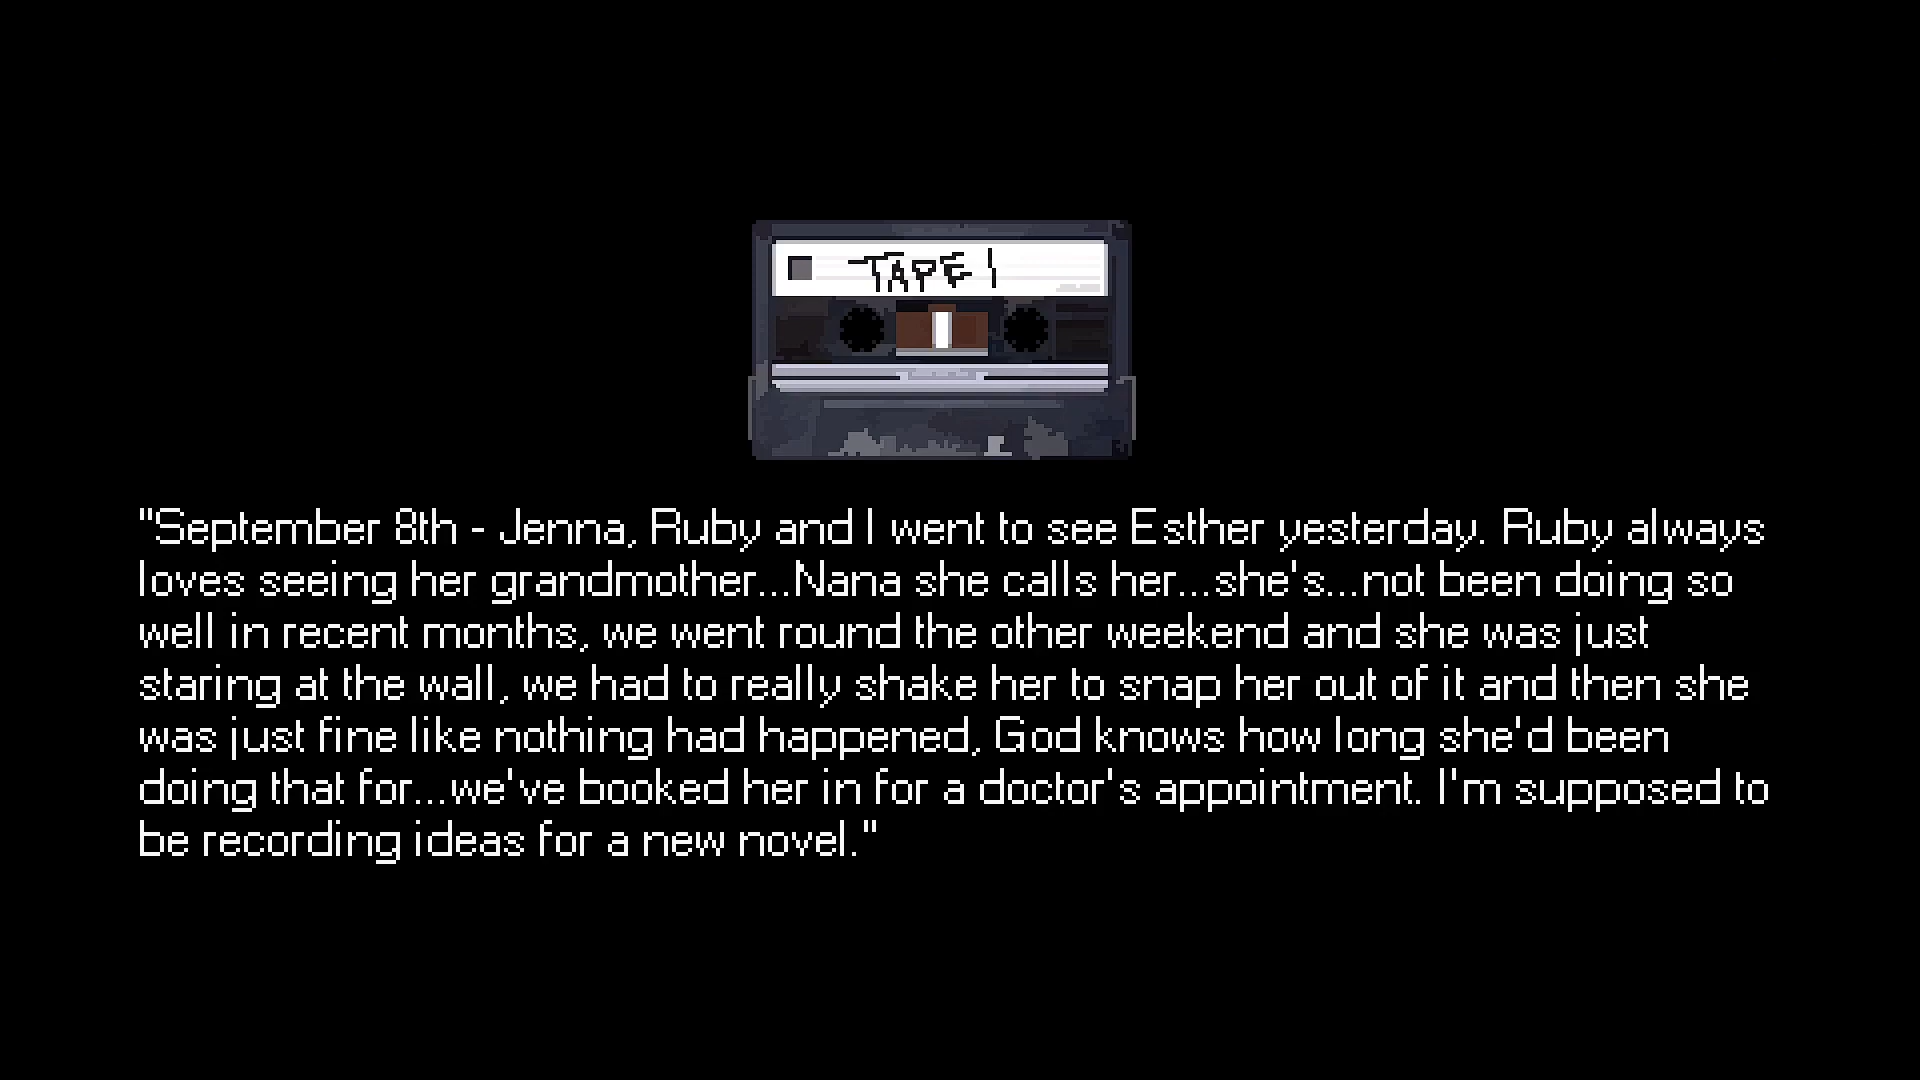 TAPE 1
"September 8th - Jenna, Ruby and I went to see Esther yesterday. Ruby always
loves seeing her grandmother...Nana she calls her...she's...not been doing so
well in recent months, we went round the other weekend and she was just
staring at the wall, we had to really shake her to snap her out of it and then she
was just fine like nothing had happened, God knows how long she'd been
doing that for...we've booked her in for a doctor's appointment. I'm supposed to
be recording ideas for a new novel."